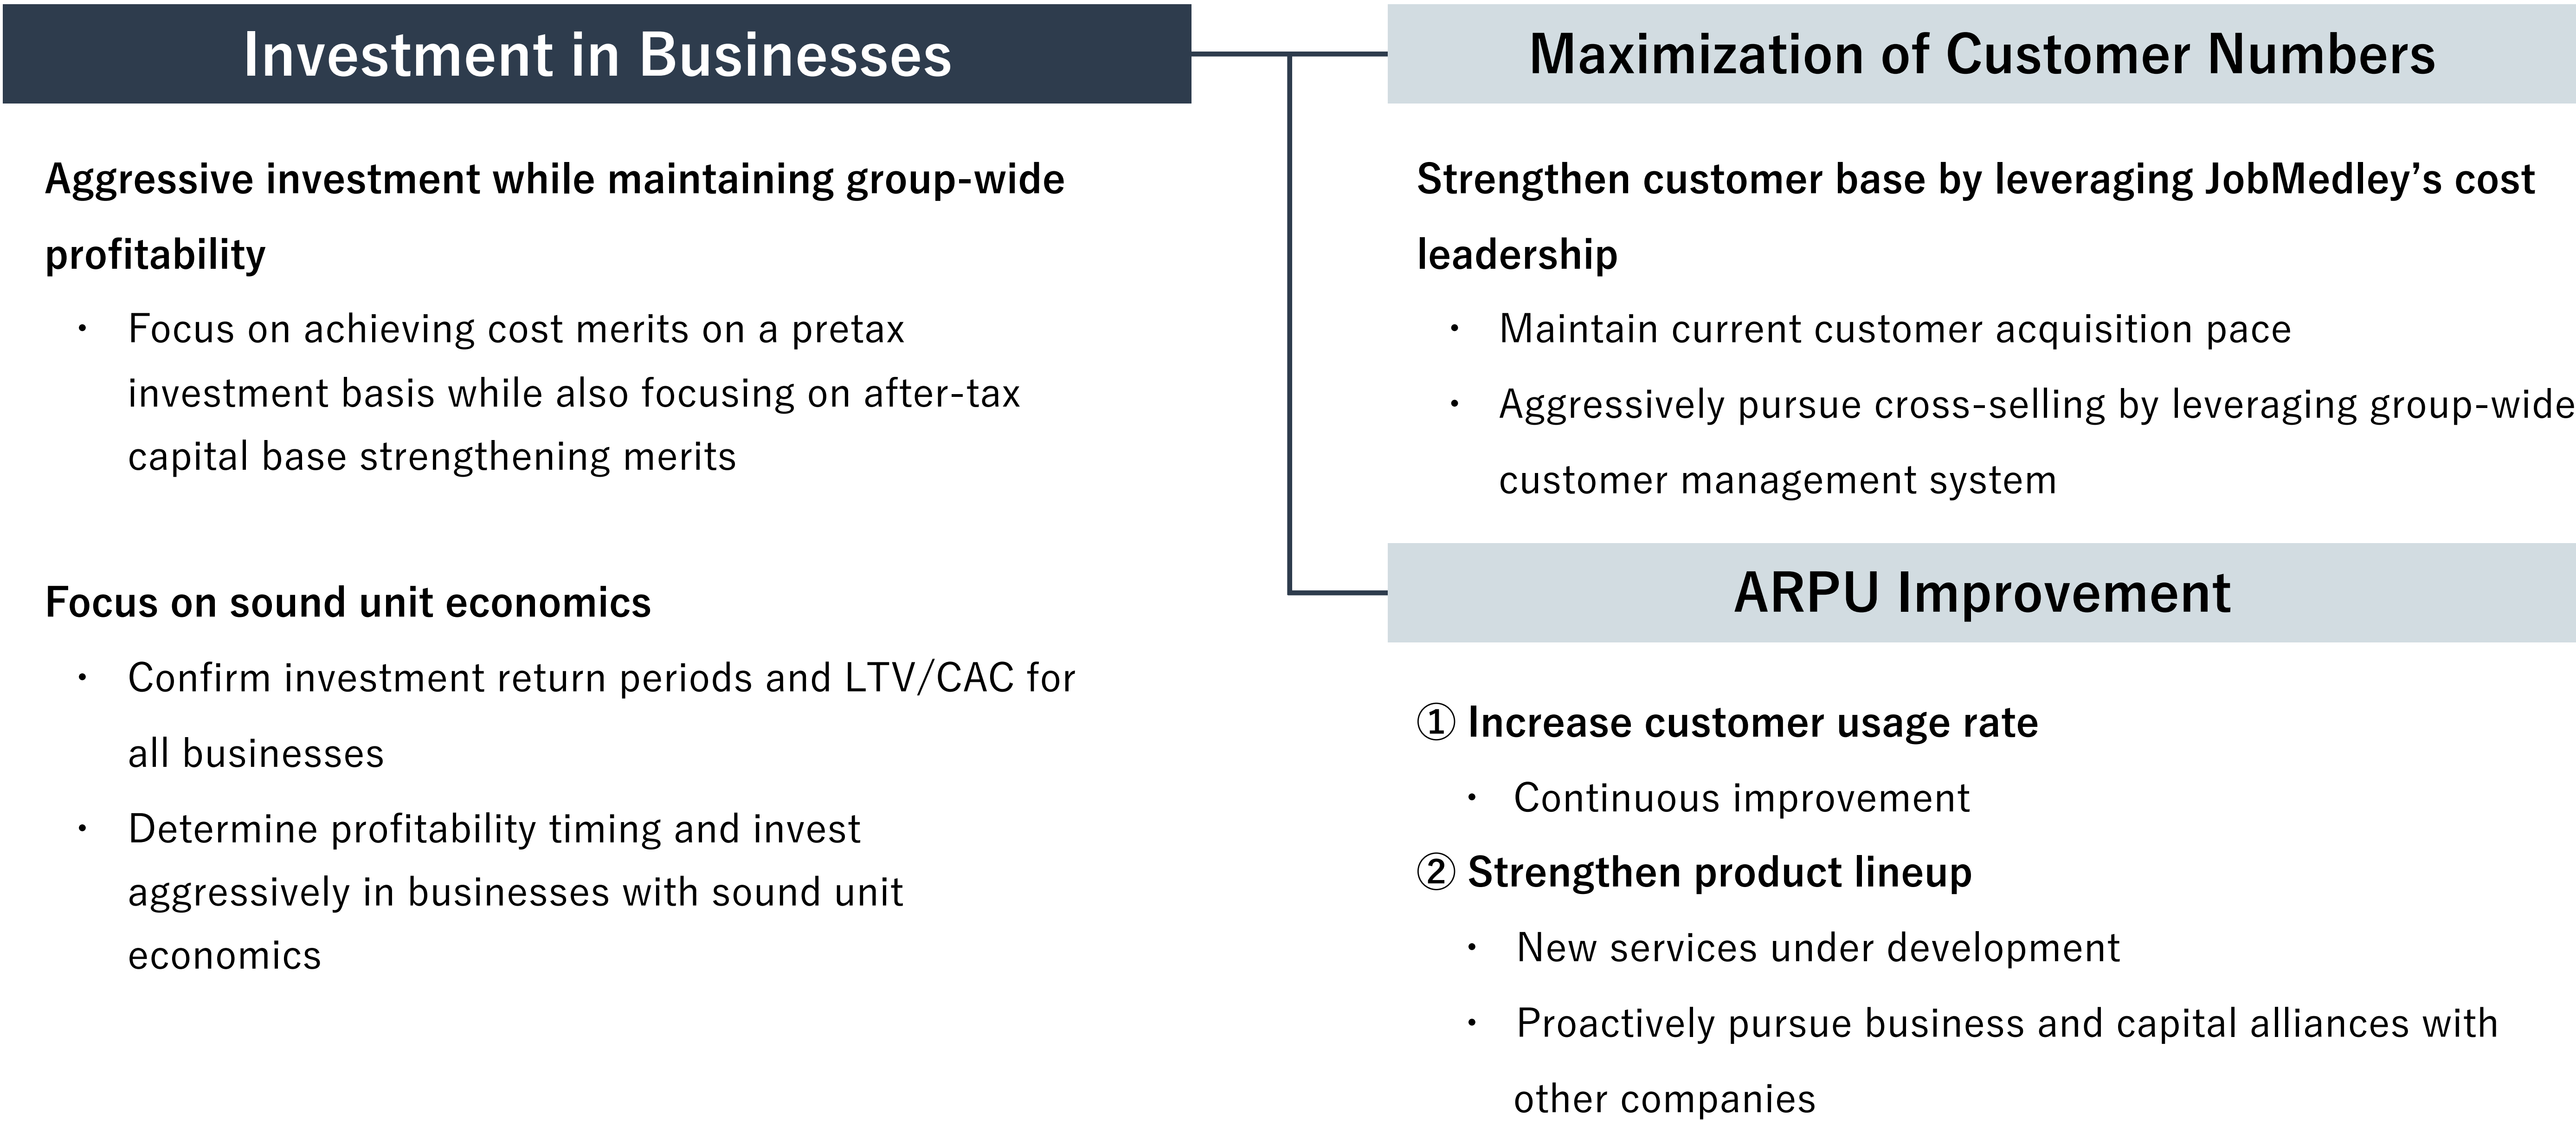 Investment in Businesses
Aggressive investment while maintaining group-wide
profitability
・ Focus on achieving cost merits on a pretax
investment basis while also focusing on after-tax
capital base strengthening merits
Focus on sound unit economics
・ Confirm investment return periods and LTV/CAC for
all businesses
・ Determine profitability timing and invest
aggressively in businesses with sound unit
economics
Maximization of Customer Numbers
Strengthen customer base by leveraging JobMedley’s cost
leadership
・ Maintain current customer acquisition pace
・ Aggressively pursue cross-selling by leveraging group-wide
customer management system
ARPU Improvement
① Increase customer usage rate
・ Continuous improvement
② Strengthen product lineup
・ New services under development
・ Proactively pursue business and capital alliances with
other companies